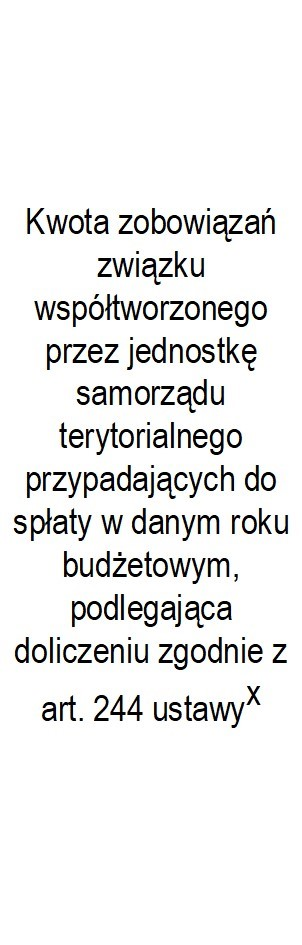 Kwota zobowiązań
związku
współtworzonego
przez jednostkę
samorządu
terytorialnego
przypadających do
spłaty w danym roku
budżetowym,
podlegająca
doliczeniu zgodnie z
art. 244 ustawyˣ